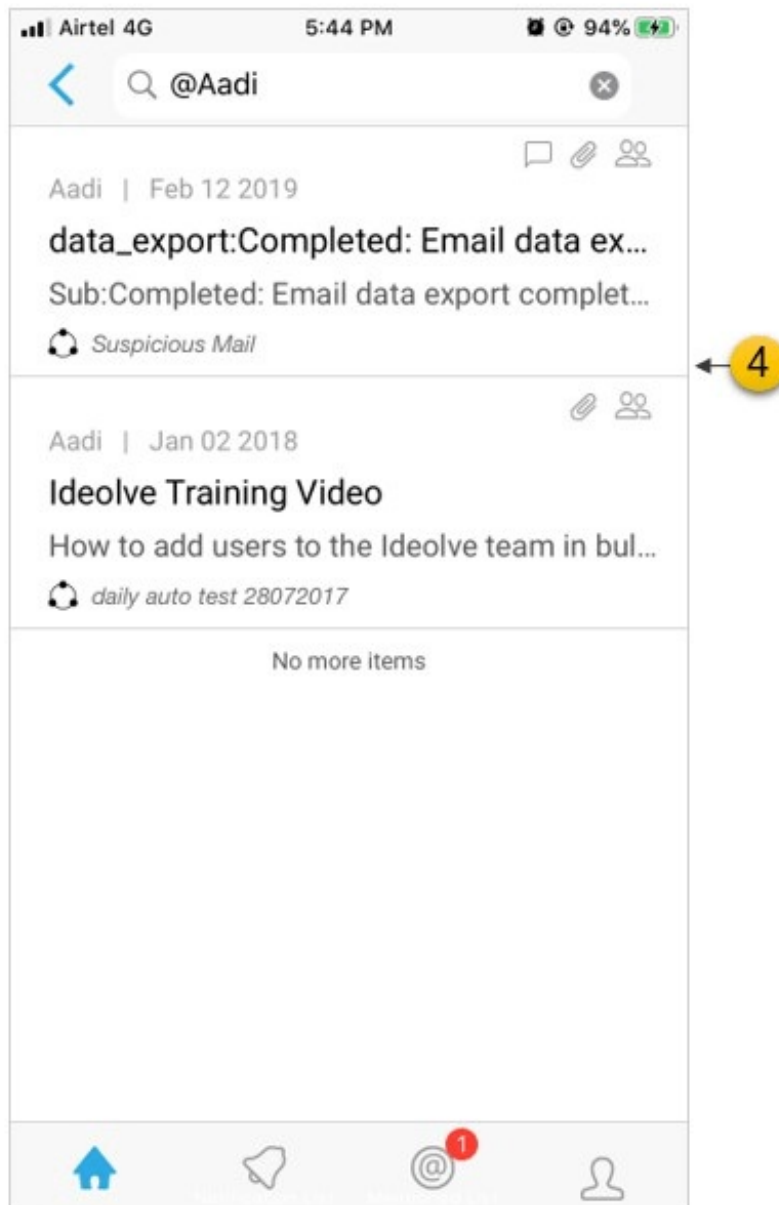 Airtel 4G 5:44 PM 94%
@Aadi
Aadi | Feb 12 2019
data_export:Completed: Email data ex...
Sub:Completed: Email data export complet...
Suspicious Mail
4
Aadi | Jan 02 2018
Ideolve Training Video
How to add users to the Ideolve team in bul...
daily auto test 28072017
No more items
1
@